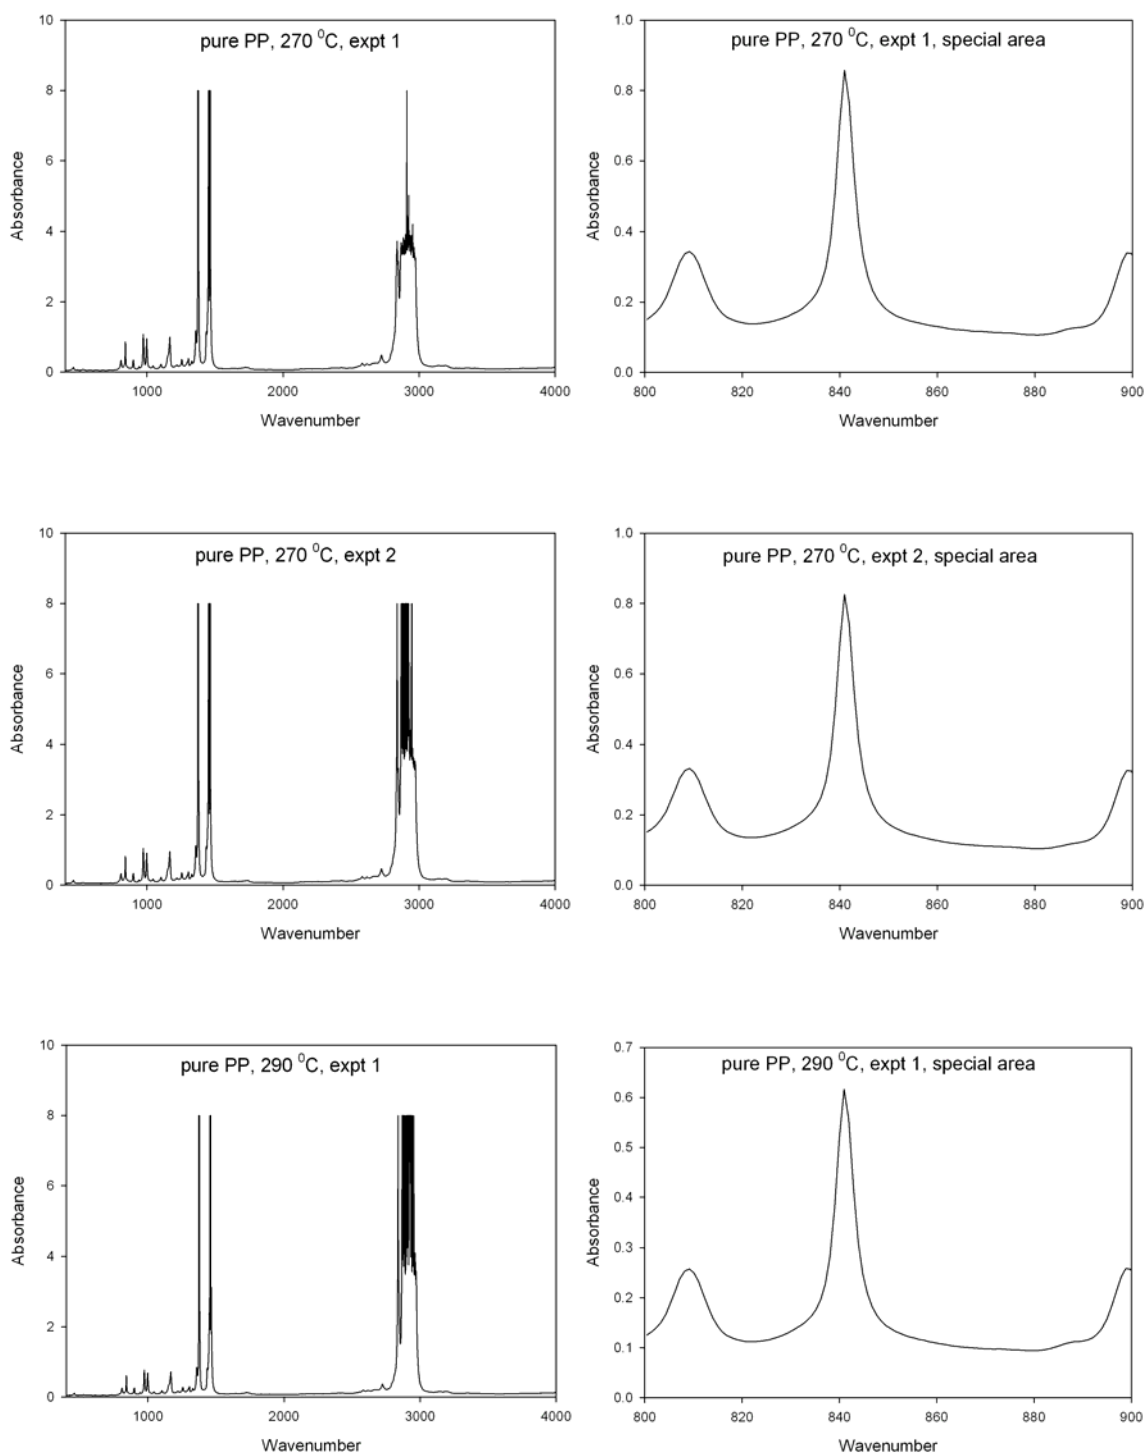 pure PP, 270 ⁰C, expt 1
Absorbance
10
8
6
4
2
0
1000 2000 3000 4000
Wavenumber
pure PP, 270 ⁰C, expt 1, special area
Absorbance
1.0
0.8
0.6
0.4
0.2
0.0
800 820 840 860 880 900
Wavenumber
pure PP, 270 ⁰C, expt 2
Absorbance
10
8
6
4
2
0
1000 2000 3000 4000
Wavenumber
pure PP, 270 ⁰C, expt 2, special area
Absorbance
1.0
0.8
0.6
0.4
0.2
0.0
800 820 840 860 880 900
Wavenumber
pure PP, 290 ⁰C, expt 1
Absorbance
10
8
6
4
2
0
1000 2000 3000 4000
Wavenumber
pure PP, 290 ⁰C, expt 1, special area
Absorbance
0.7
0.6
0.5
0.4
0.3
0.2
0.1
0.0
800 820 840 860 880 900
Wavenumber